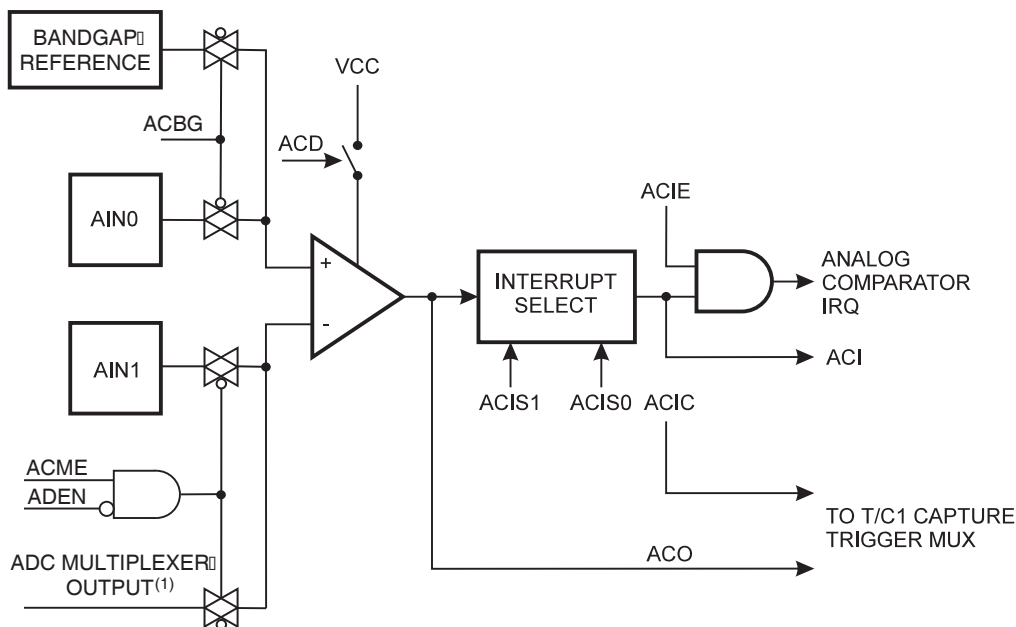 BANDGAP
REFERENCE
VCC
ACBG
ACD
ACIE
AIN0
+
INTERRUPT
SELECT
ANALOG
COMPARATOR
IRQ
-
AIN1
ACI
ACIS1 ACIS0 ACIC
ACME
ADEN
TO T/C1 CAPTURE
TRIGGER MUX
ADC MULTIPLEXER
OUTPUT(1)
ACO